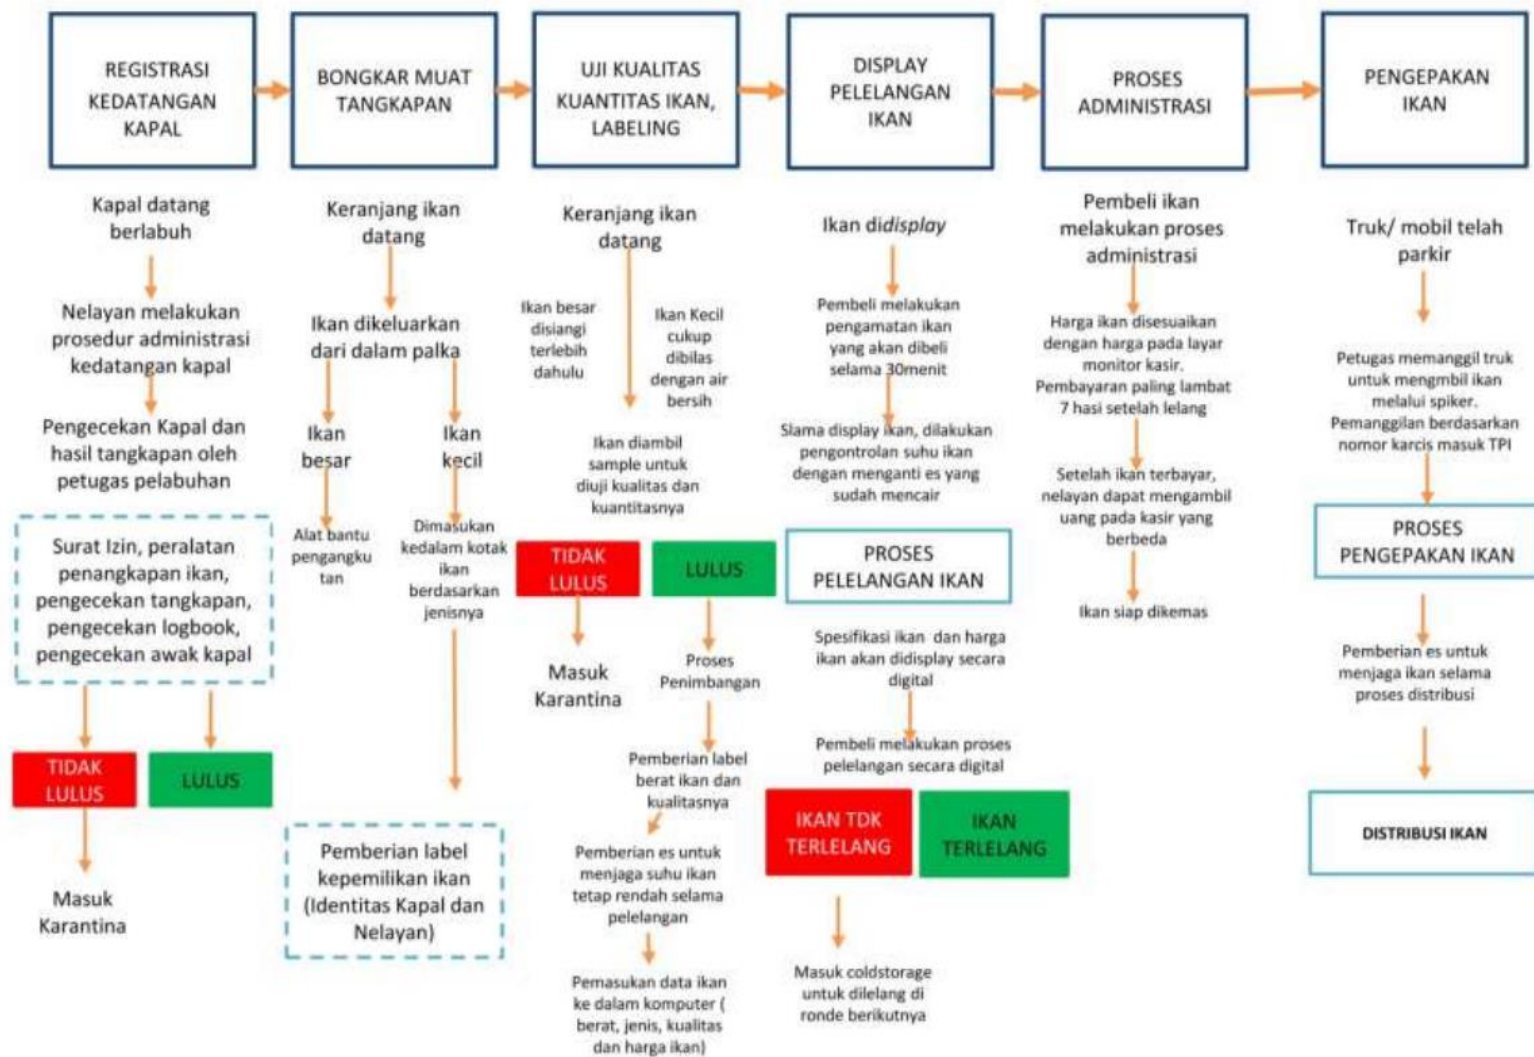 REGISTRASI
KEDATANGAN
KAPAL
BONGKAR MUAT
TANGKAPAN
UJI KUALITAS
KUANTITAS IKAN,
LABELING
DISPLAY
PELELANGAN
IKAN
PROSES
ADMINISTRASI
PENGEPAKAN
IKAN
Kapal datang
berlabuh
Nelayan melakukan
prosedur administrasi
kedatangan kapal
Pengecekan Kapal dan
hasil tangkapan oleh
petugas pelabuhan
Surat Izin, peralatan
penangkapan ikan,
pengecekan tangkapan,
pengecekan logbook,
pengecekan awak kapal
TIDAK
LULUS
LULUS
Masuk
Karantina
Keranjang ikan
datang
Ikan dikeluarkan
dari dalam palka
Ikan
besar
Alat bantu
pengangku
tan
Ikan
kecil
Dimasukan
kedalam kotak
ikan
berdasarkan
jenisnya
Pemberian label
kepemilikan ikan
(Identitas Kapal dan
Nelayan)
Keranjang ikan
datang
Ikan besar
disiangi
terlebih
dahulu
Ikan Kecil
cukup
dibilas
dengan air
bersih
Ikan diambil
sample untuk
diuji kualitas dan
kuantitasnya
TIDAK
LULUS
LULUS
Masuk
Karantina
Proses
Penimbangan
Pemberian label
berat ikan dan
kualitasnya
Pemberian es untuk
menjaga suhu ikan
tetap rendah selama
pelelangan
Pemasukan data ikan
ke dalam komputer (
berat, jenis, kualitas
dan harga ikan)
Ikan didisplay
Pembeli melakukan
pengamatan ikan
yang akan dibeli
selama 30menit
Slama display ikan, dilakukan
pengontrolan suhu ikan
dengan menganti es yang
sudah mencair
PROSES
PELELANGAN IKAN
Spesifikasi ikan dan harga
ikan akan didisplay secara
digital
Pembeli melakukan proses
pelelangan secara digital
IKAN TDK
TERLELANG
IKAN
TERLELANG
Masuk coldstorage
untuk dilelang di
ronde berikutnya
Pembeli ikan
melakukan proses
administrasi
Harga ikan disesuaikan
dengan harga pada layar
monitor kasir.
Pembayaran paling lambat
7 hasi setelah lelang
Setelah ikan terbayar,
nelayan dapat mengambil
uang pada kasir yang
berbeda
Ikan siap dikemas
Truk/ mobil telah
parkir
Petugas memanggil truk
untuk mengmbil ikan
melalui spiker.
Pemanggilan berdasarkan
nomor karcis masuk TPI
PROSES
PENGEPAKAN IKAN
Pemberian es untuk
menjaga ikan selama
proses distribusi
DISTRIBUSI IKAN